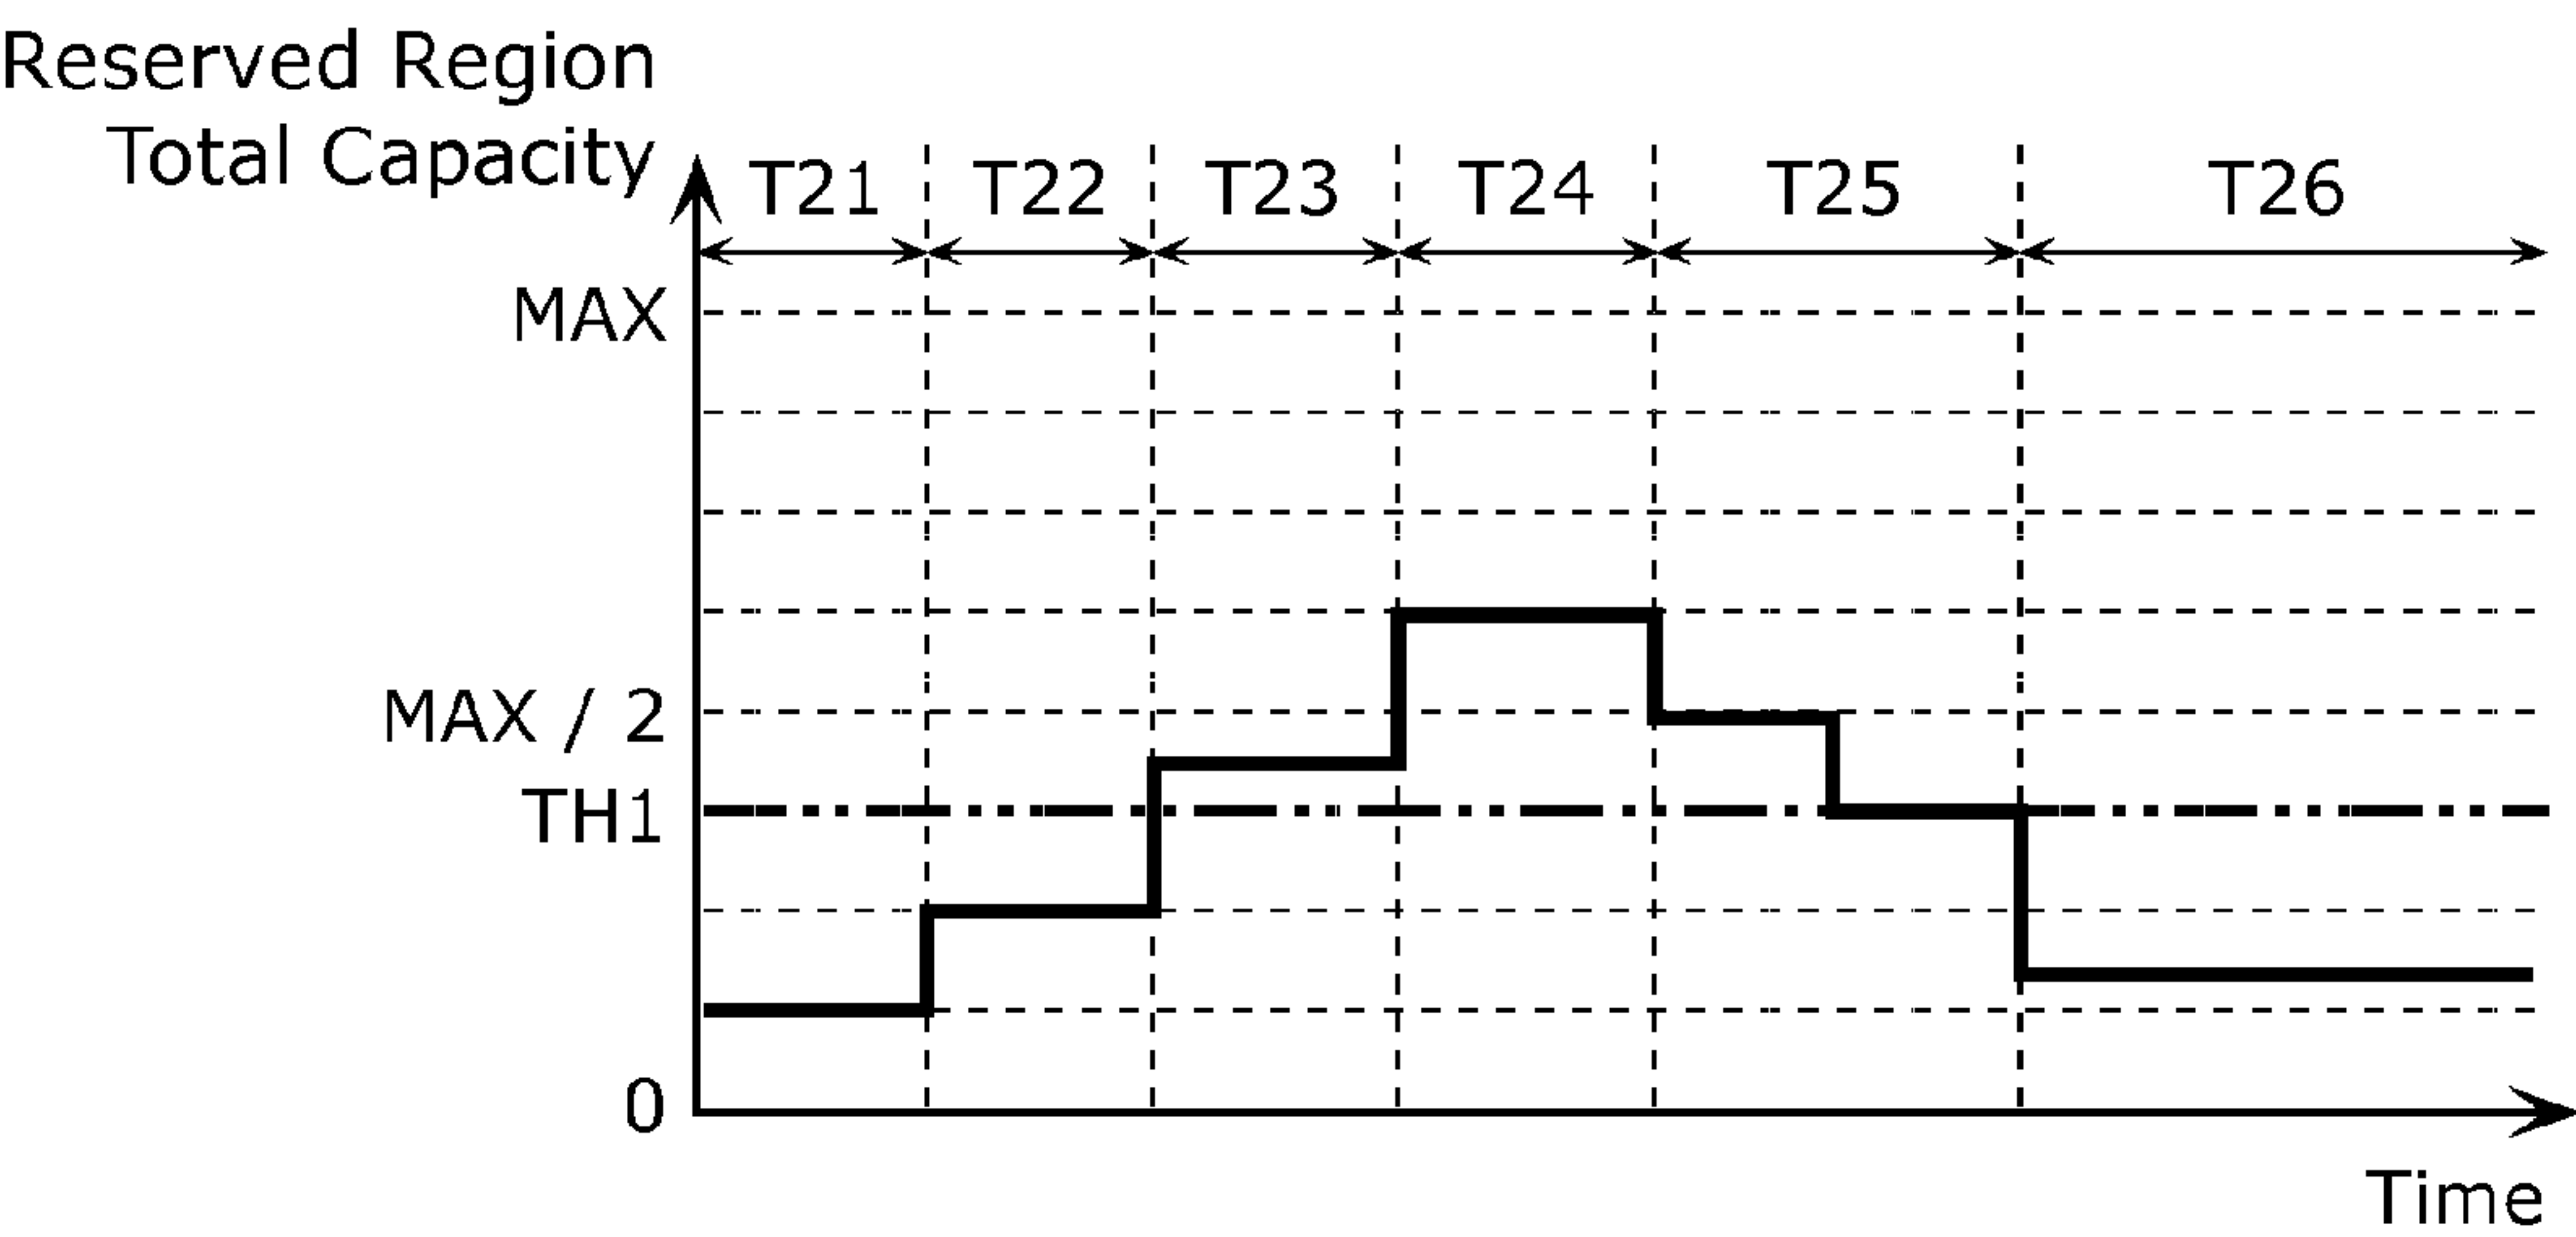 Reserved Region
Total Capacity
T21 T22 T23 T24 T25 T26
MAX
MAX / 2
TH1
0
Time